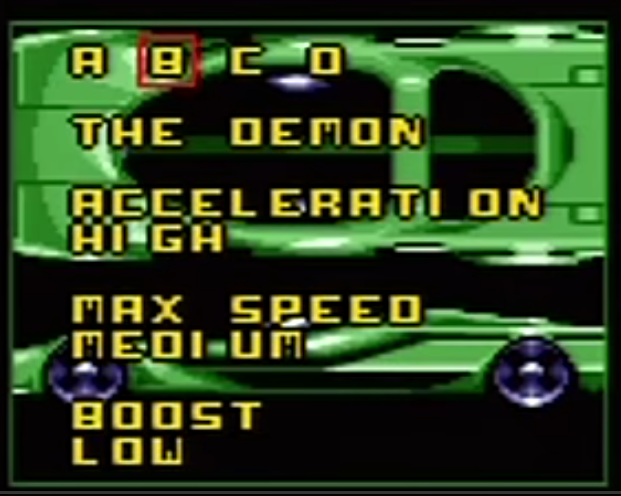 A B C D
THE DEMON
ACCELERATION
HIGH
MAX SPEED
MEDIUM
BOOST
LOW